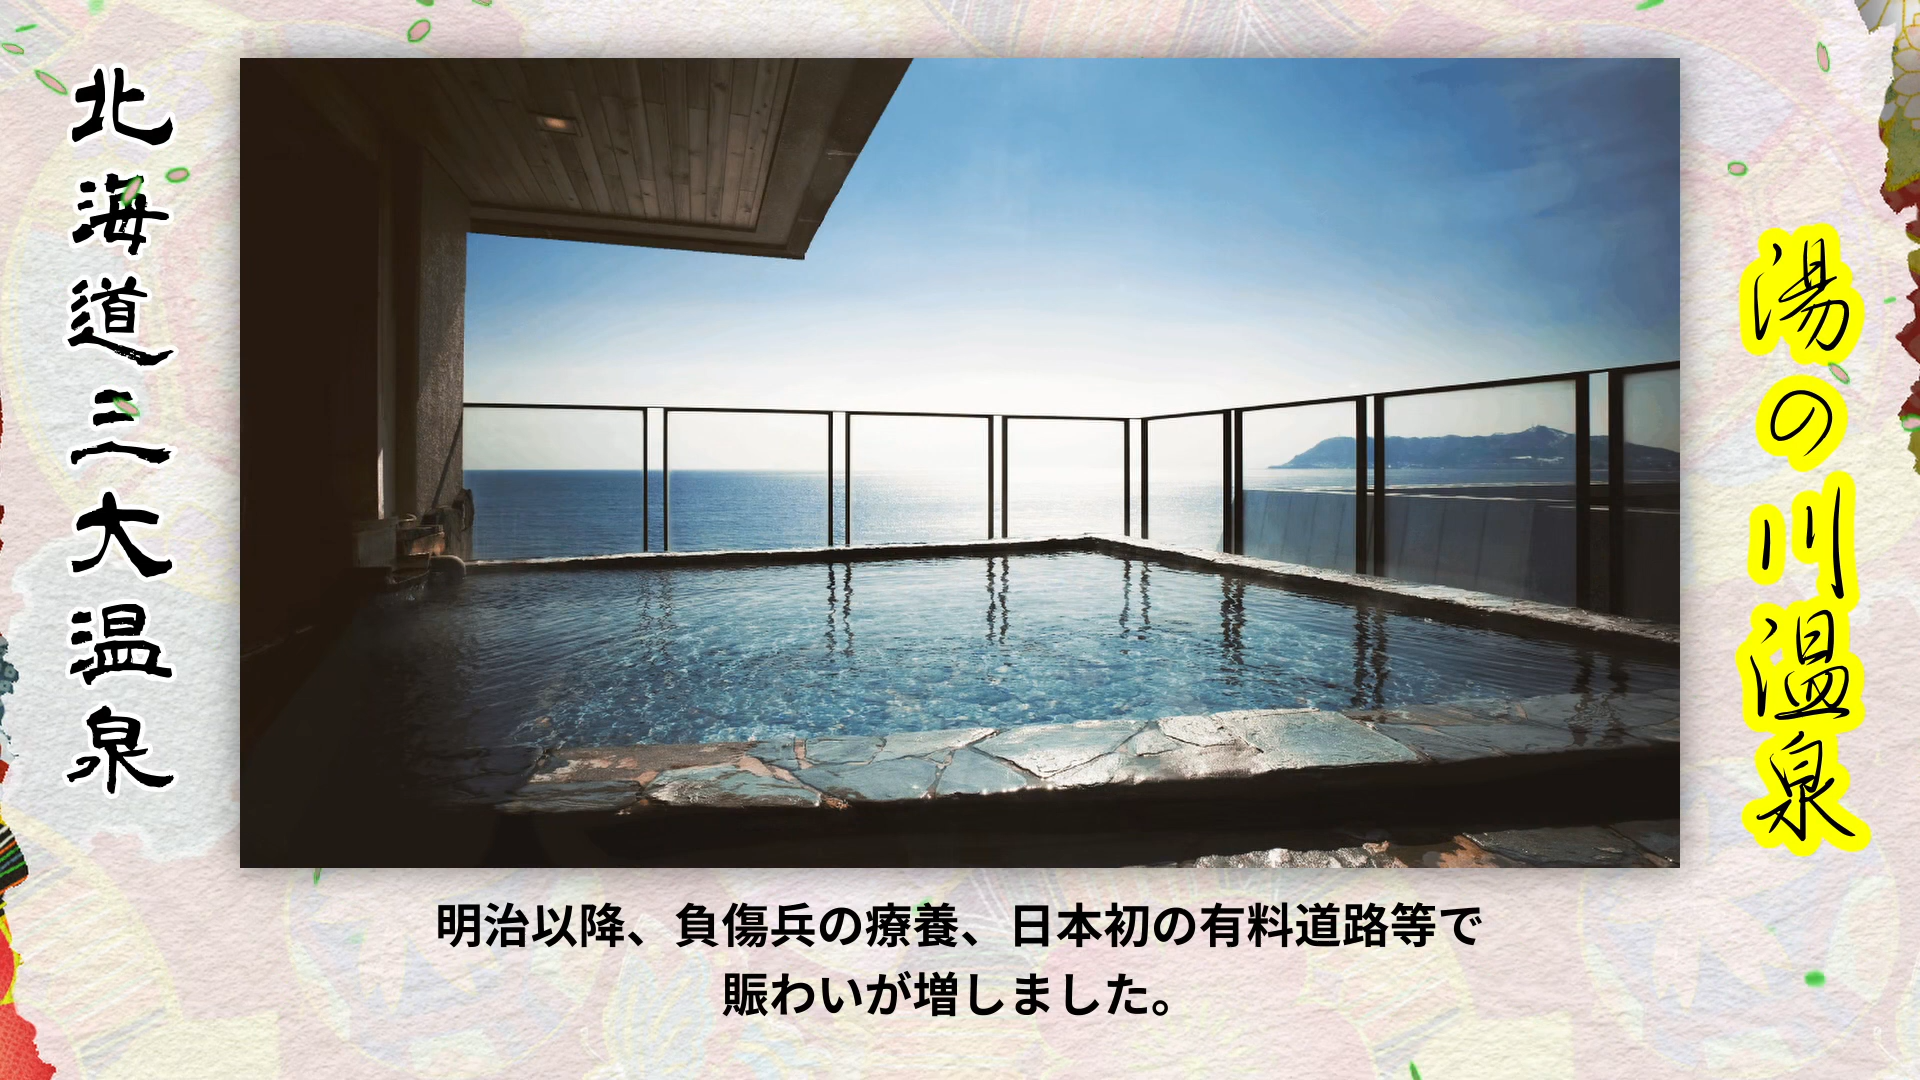 北海道三大温泉
湯の川温泉
明治以降、負傷兵の療養、日本初の有料道路等で
賑わいが増しました。